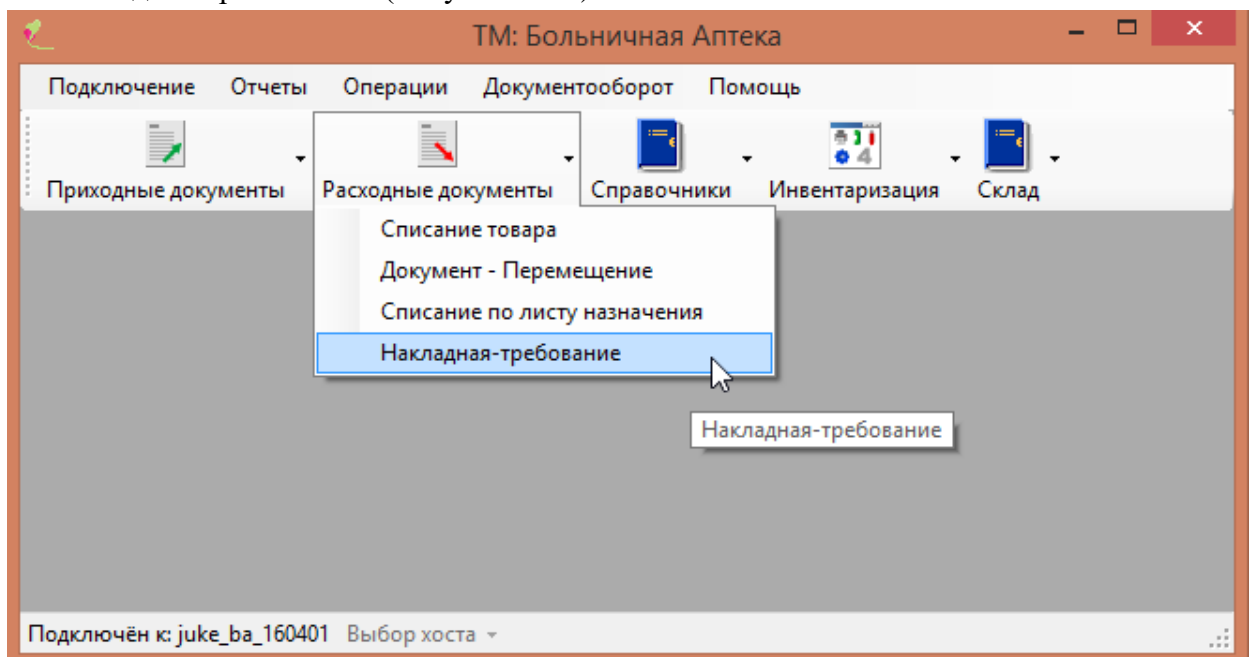 ТМ: Больничная Аптека
Подключение Отчеты Операции Документооборот Помощь
Приходные документы Расходные документы Справочники Инвентаризация Склад
Списание товара
Документ - Перемещение
Списание по листу назначения
Накладная-требование
Накладная-требование
Подключён к: juke_ba_160401 Выбор хоста